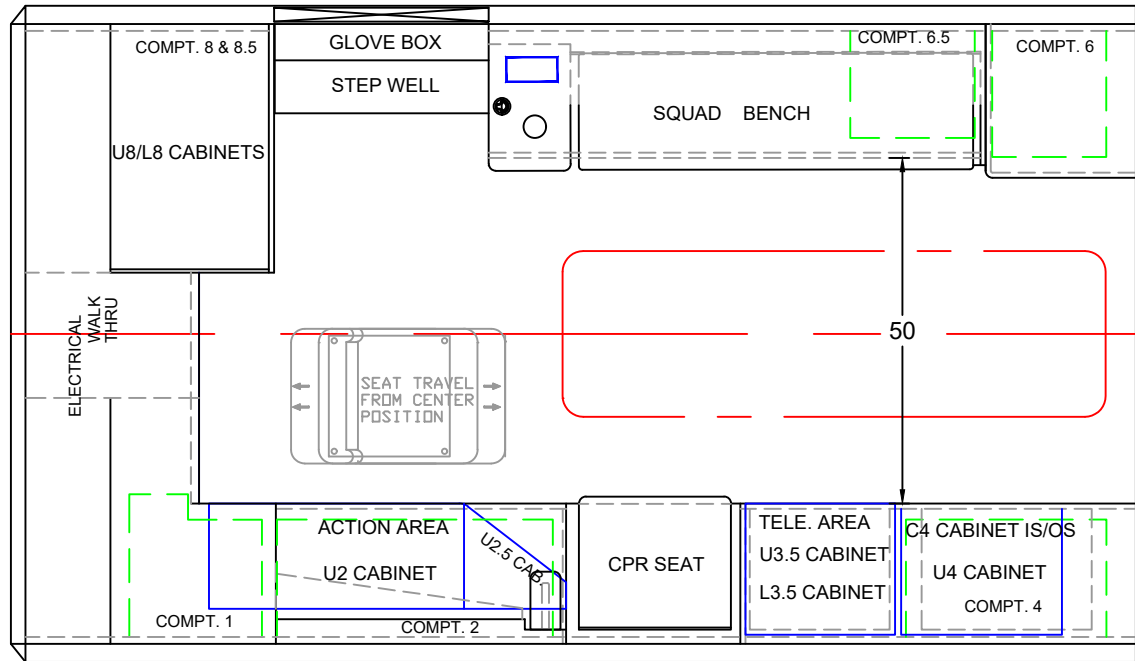 COMPT. 8 & 8.5
GLOVE BOX
STEP WELL
U8/L8 CABINETS
SQUAD BENCH
COMPT. 6.5
COMPT. 6
ELECTRICAL
WALK
THRU
SEAT TRAVEL
FROM CENTER
POSITION
50
ACTION AREA
U2 CABINET
U2.5 CAB.
COMPT. 1
COMPT. 2
CPR SEAT
TELE. AREA
U3.5 CABINET
L3.5 CABINET
C4 CABINET IS/OS
U4 CABINET
COMPT. 4